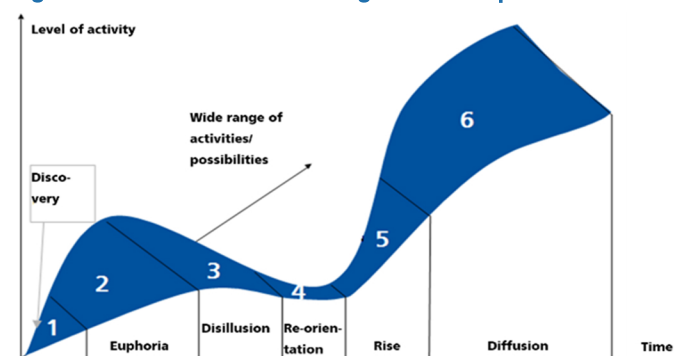 Level of activity
Wide range of
activities/
possibilities
Disco-
very
1
2
3
4
5
6
Euphoria
Disillusion
Re-orien-
tation
Rise
Diffusion
Time